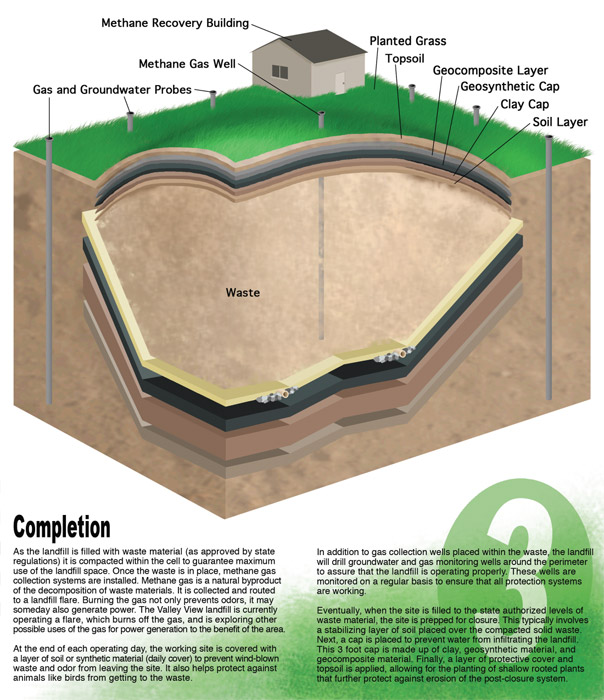 Methane Recovery Building
Planted Grass
Methane Gas Well
Topsoil
Geocomposite Layer
Gas and Groundwater Probes
Geosynthetic Cap
Clay Cap
Soil Layer
Waste
Completion
As the landfill is filled with waste material (as approved by state
regulations) it is compacted within the cell to guarantee maximum
use of the landfill space. Once the waste is in place, methane gas
collection systems are installed. Methane gas is a natural byproduct
of the decomposition of waste materials. It is collected and routed
to a landfill flare. Burning the gas not only prevents odors, it may
someday also generate power. The Valley View landfill is currently
operating a flare, which burns off the gas, and is exploring other
possible uses of the gas for power generation to the benefit of the area.
At the end of each operating day, the working site is covered with
a layer of soil or synthetic material (daily cover) to prevent wind-blown
waste and odor from leaving the site. It also helps protect against
animals like birds from getting to the waste.
3
In addition to gas collection wells placed within the waste, the landfill
will drill groundwater and gas monitoring wells around the perimeter
to assure that the landfill is operating properly. These wells are
monitored on a regular basis to ensure that all protection systems
are working.
Eventually, when the site is filled to the state authorized levels of
waste material, the site is prepped for closure. This typically involves
a stabilizing layer of soil placed over the compacted solid waste.
Next, a cap is placed to prevent water from infiltrating the landfill.
This 3 foot cap is made up of clay, geosynthetic material, and
geocomposite material. Finally, a layer of protective cover and
topsoil is applied, allowing for the planting of shallow rooted plants
that further protect against erosion of the post-closure system.